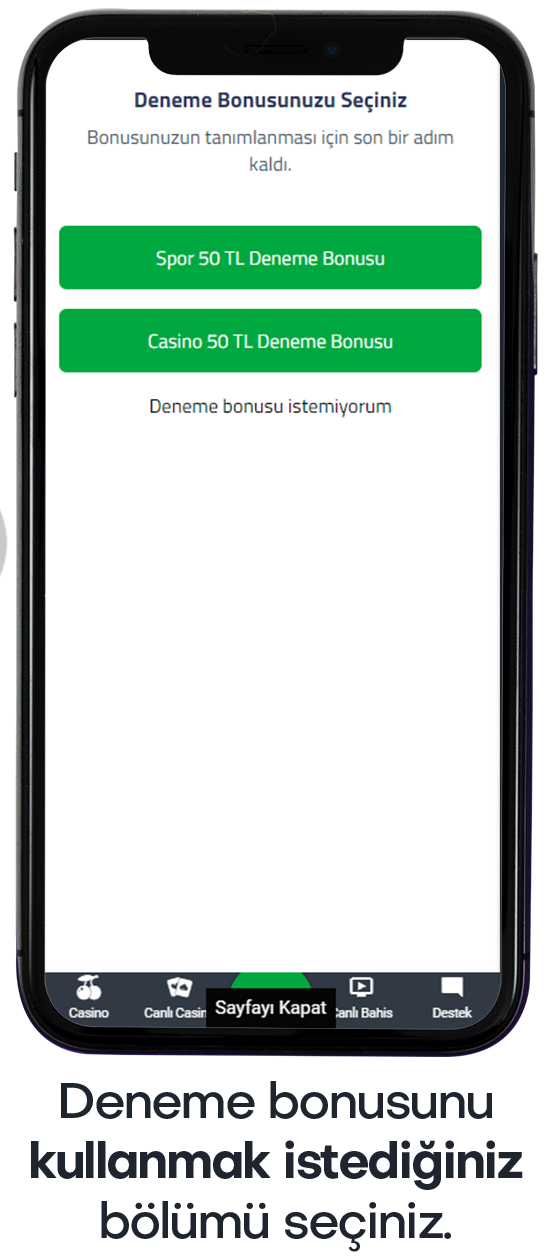 Deneme Bonusunuzu Seçiniz
Bonusunuzun tanımlanması için son bir adım
kaldı.
Spor 50 TL Deneme Bonusu
Casino 50 TL Deneme Bonusu
Deneme bonusu istemiyorum
Casino
Canlı Casin
Sayfayı Kapat
anlı Bahis
Destek
Deneme bonusunu
kullanmak istediğiniz
bölümü seçiniz.